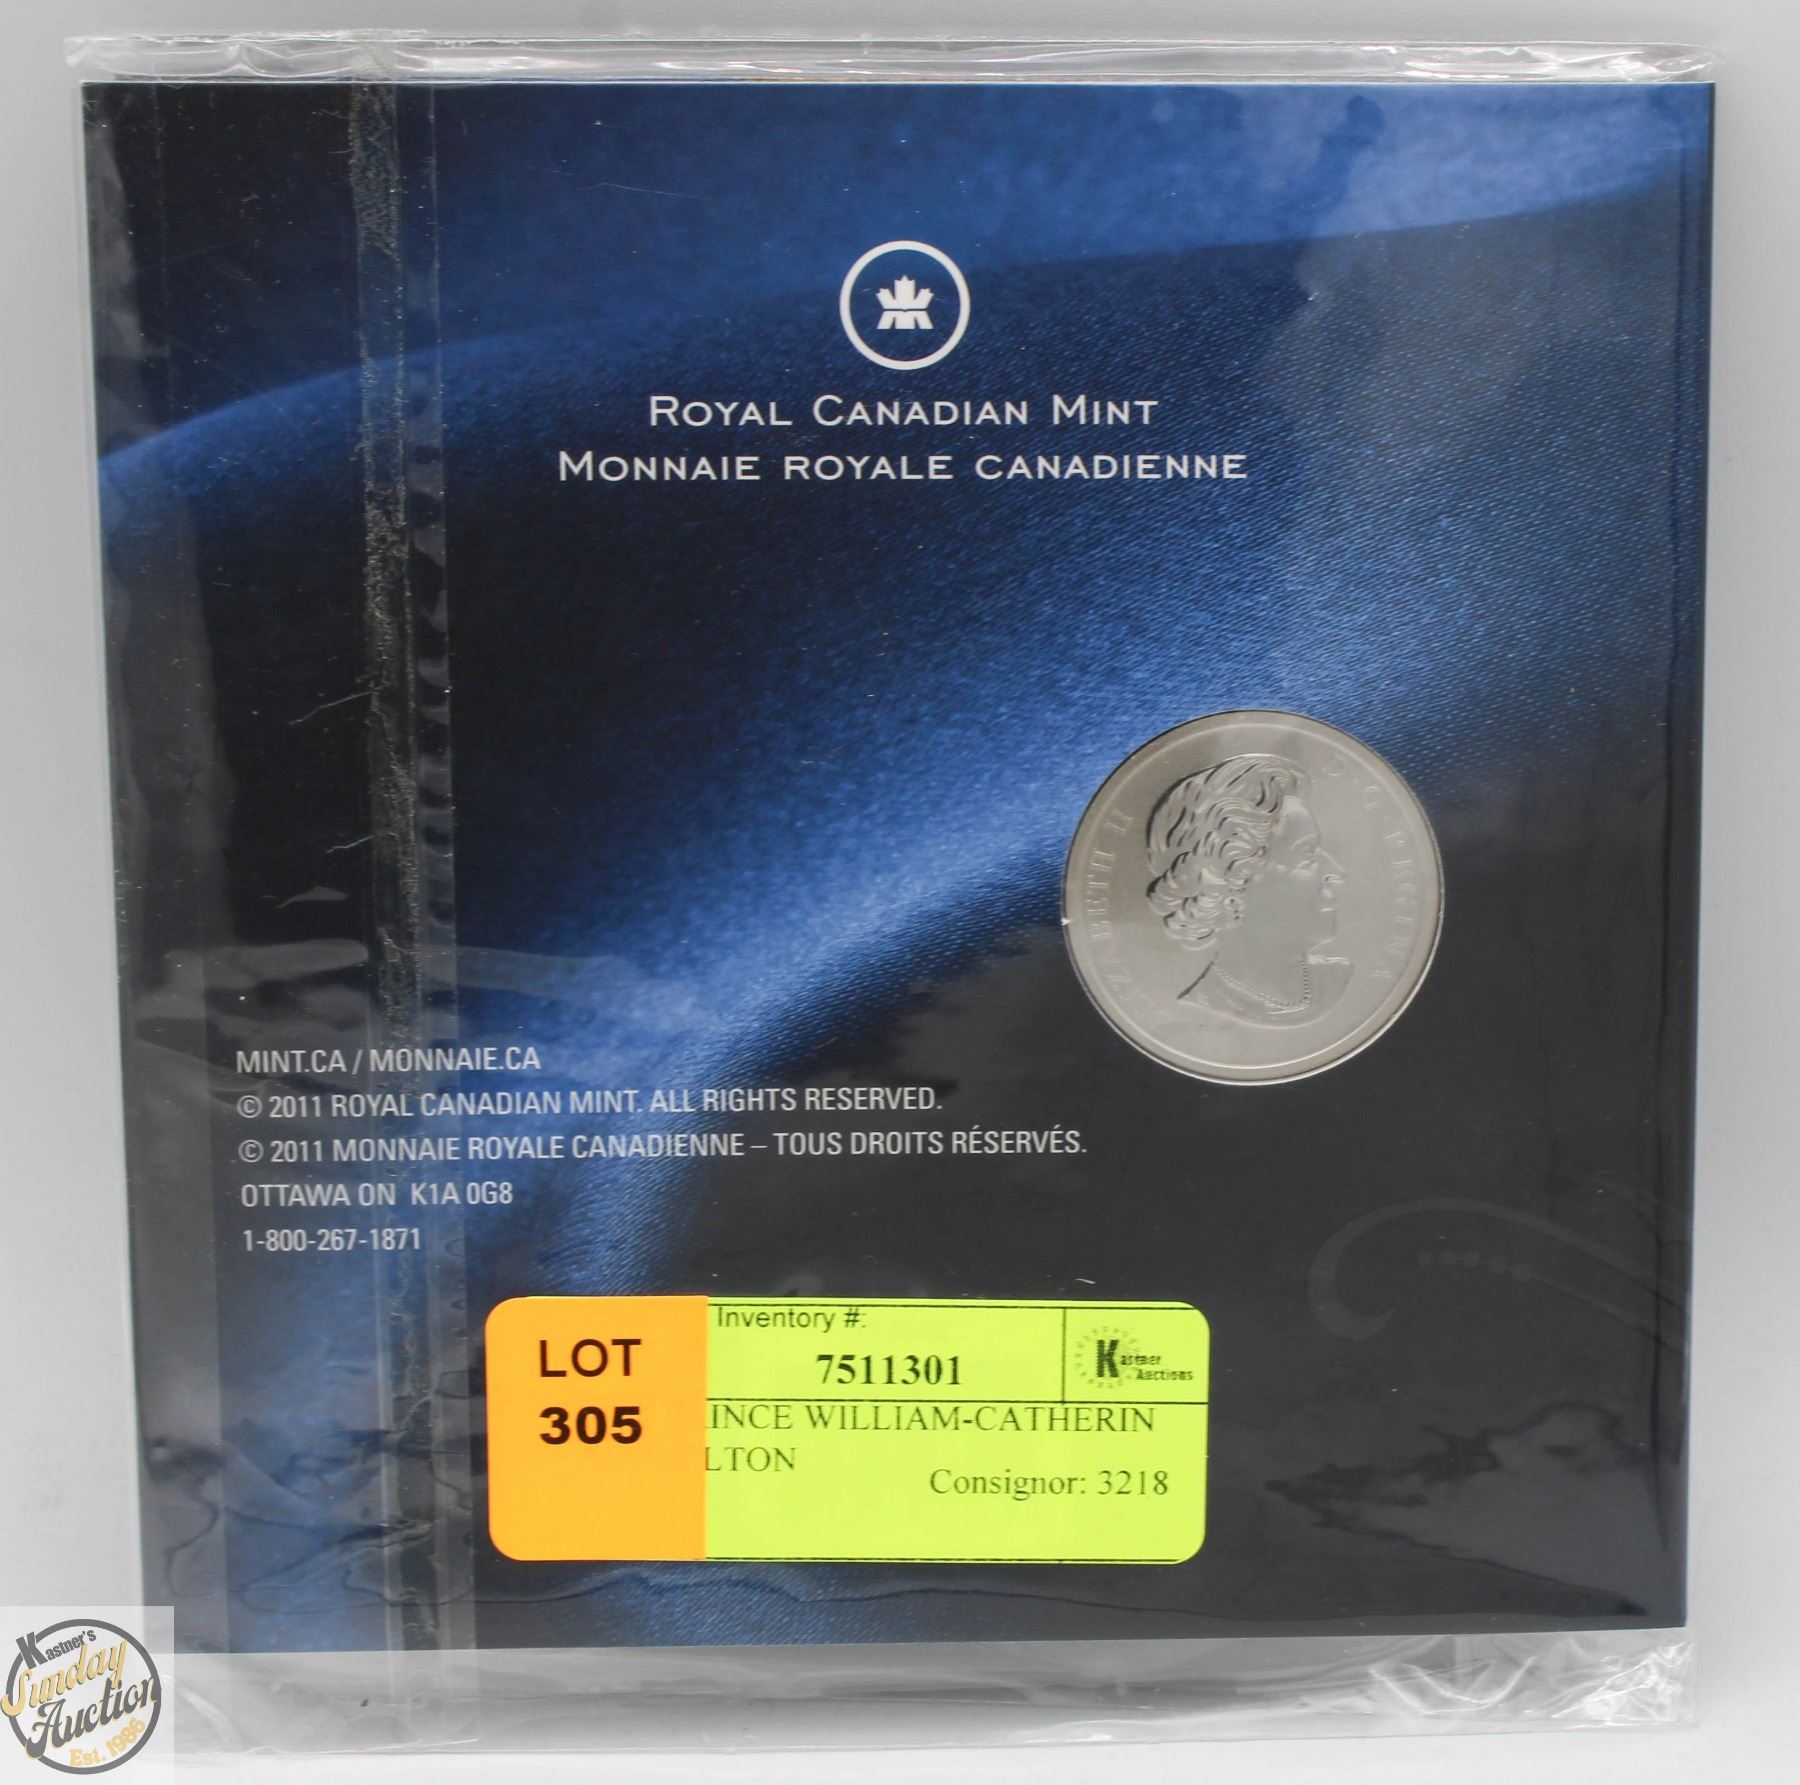 ROYAL CANADIAN MINT
MONNAIE ROYALE CANADIENNE
D·G·REGINA
II
MINT.CA / MONNAIE.CA
© 2011 ROYAL CANADIAN MINT. ALL RIGHTS RESERVED.
© 2011 MONNAIE ROYALE CANADIENNE – TOUS DROITS RÉSERVÉS.
OTTAWA ON K1A 0G8
1-800-267-1871
LOT
305
Inventory #:
7511301
Kastner
Auctions
INCE WILLIAM-CATHERIN
LTON
Consignor: 3218
Kastner's
Sunday
Auction
Est. 1986